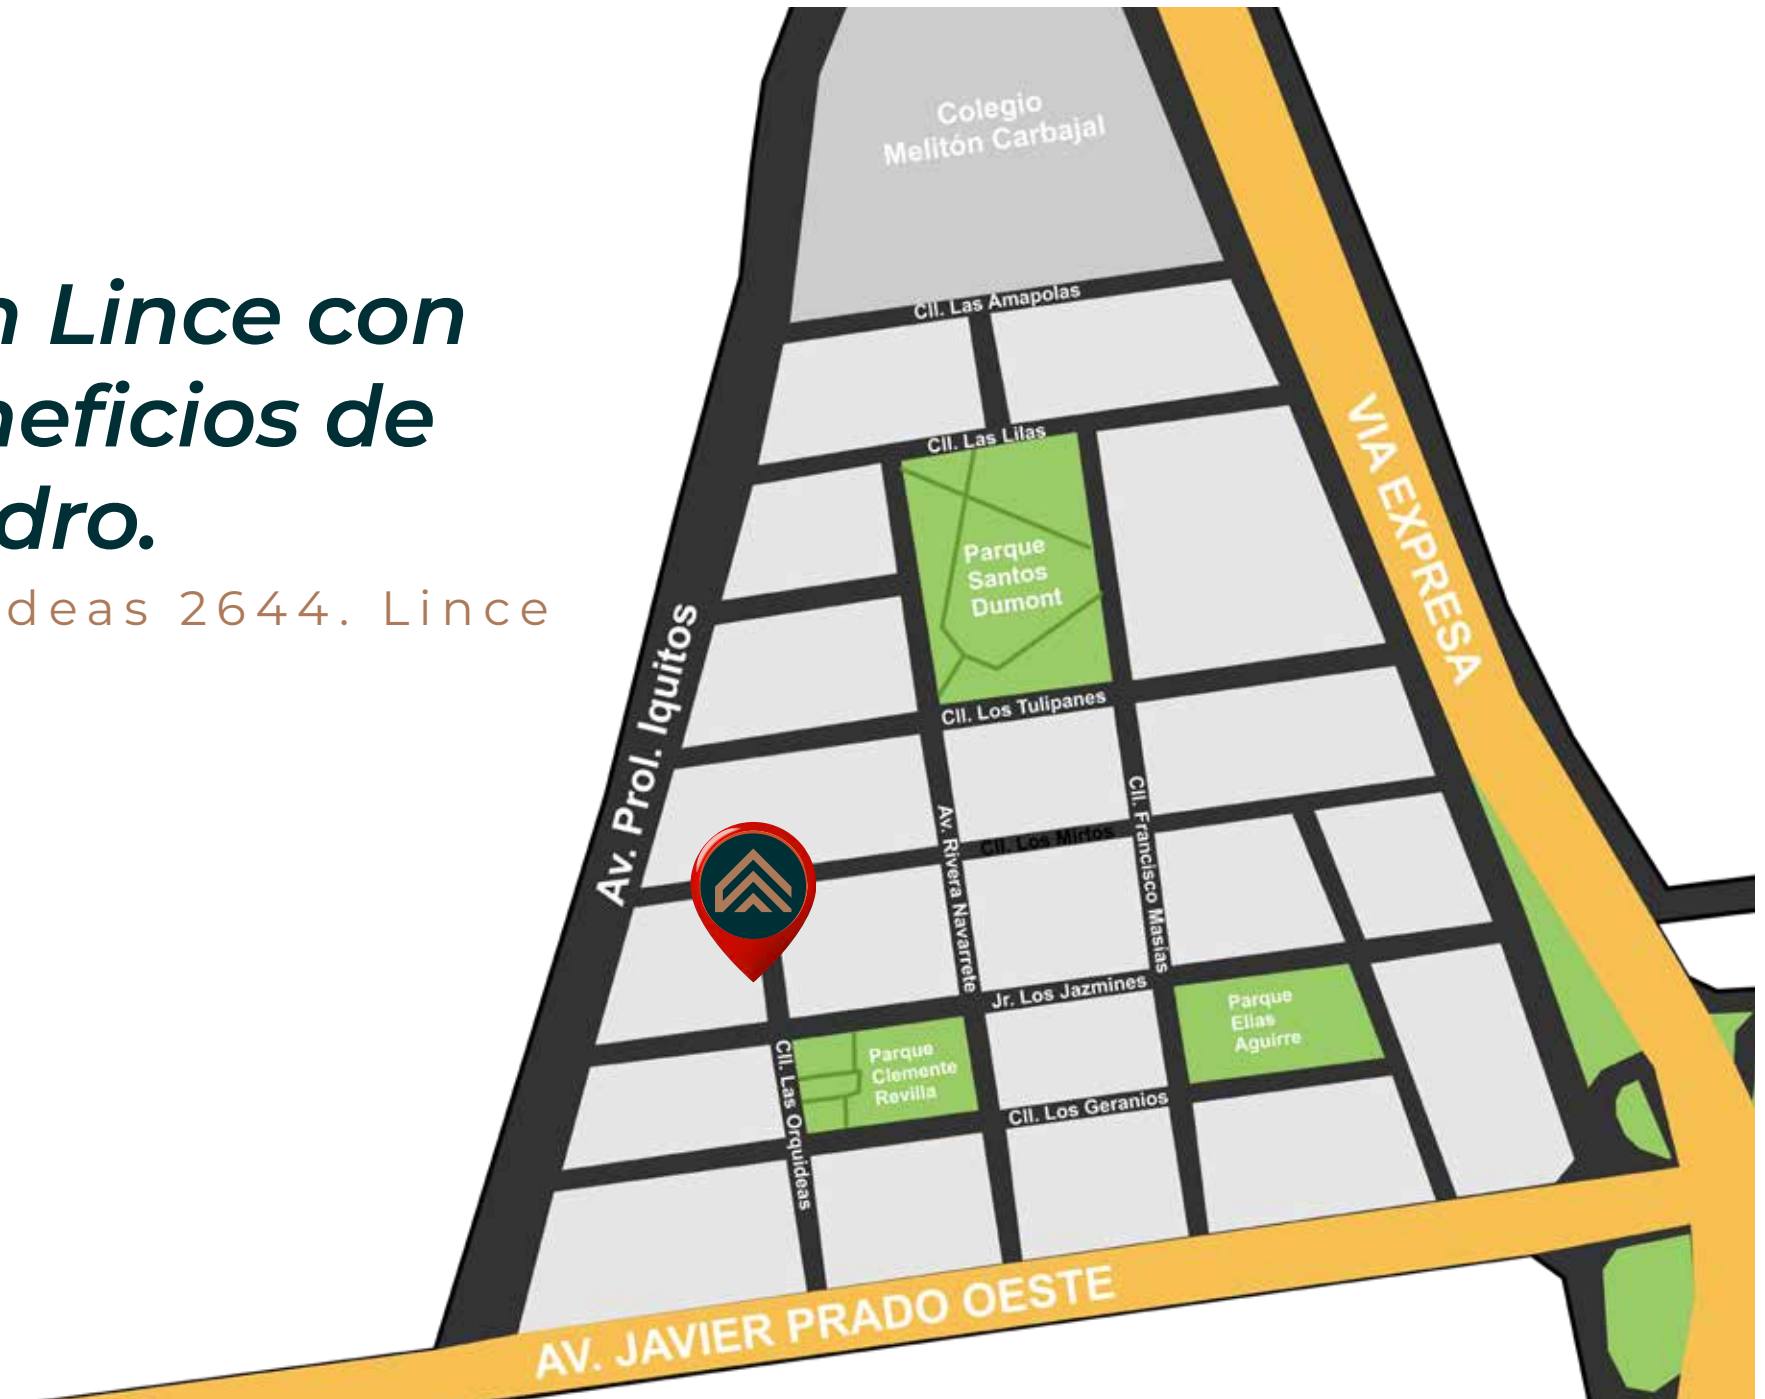 n Lince con
neficios de
dro.
deas 2644. Lince
Colegio
Melitón Carbajal
Cll. Las Amapolas
Cll. Las Lilas
VIA EXPRESA
Parque
Santos
Dumont
Av. Prol. Iquitos
Cll. Los Tulipanes
Av. Rivera Navarrete
Cll. Los Mirtos
Cll. Francisco Masías
Jr. Los Jazmines
Parque
Elias
Aguirre
Cll. Las Orquideas
Parque
Clemente
Revilla
Cll. Los Geranios
AV. JAVIER PRADO OESTE